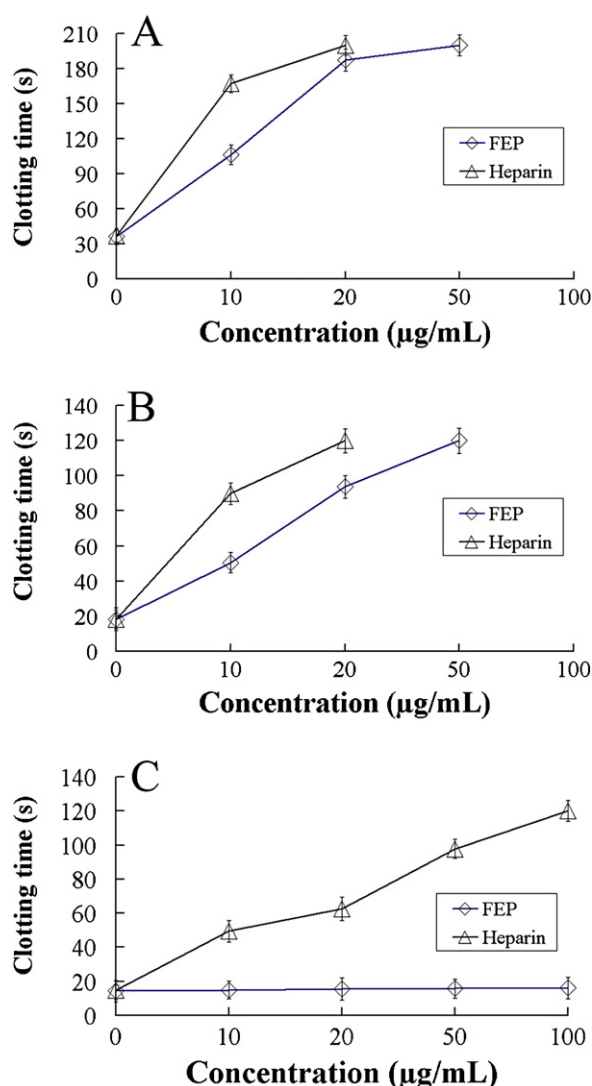 A
Clotting time (s)
210
180
150
120
90
60
30
0
FEP
Heparin
0 10 20 50 100
Concentration (μg/mL)
B
Clotting time (s)
140
120
100
80
60
40
20
0
FEP
Heparin
0 10 20 50 100
Concentration (μg/mL)
C
Clotting time (s)
140
120
100
80
60
40
20
0
FEP
Heparin
0 10 20 50 100
Concentration (μg/mL)